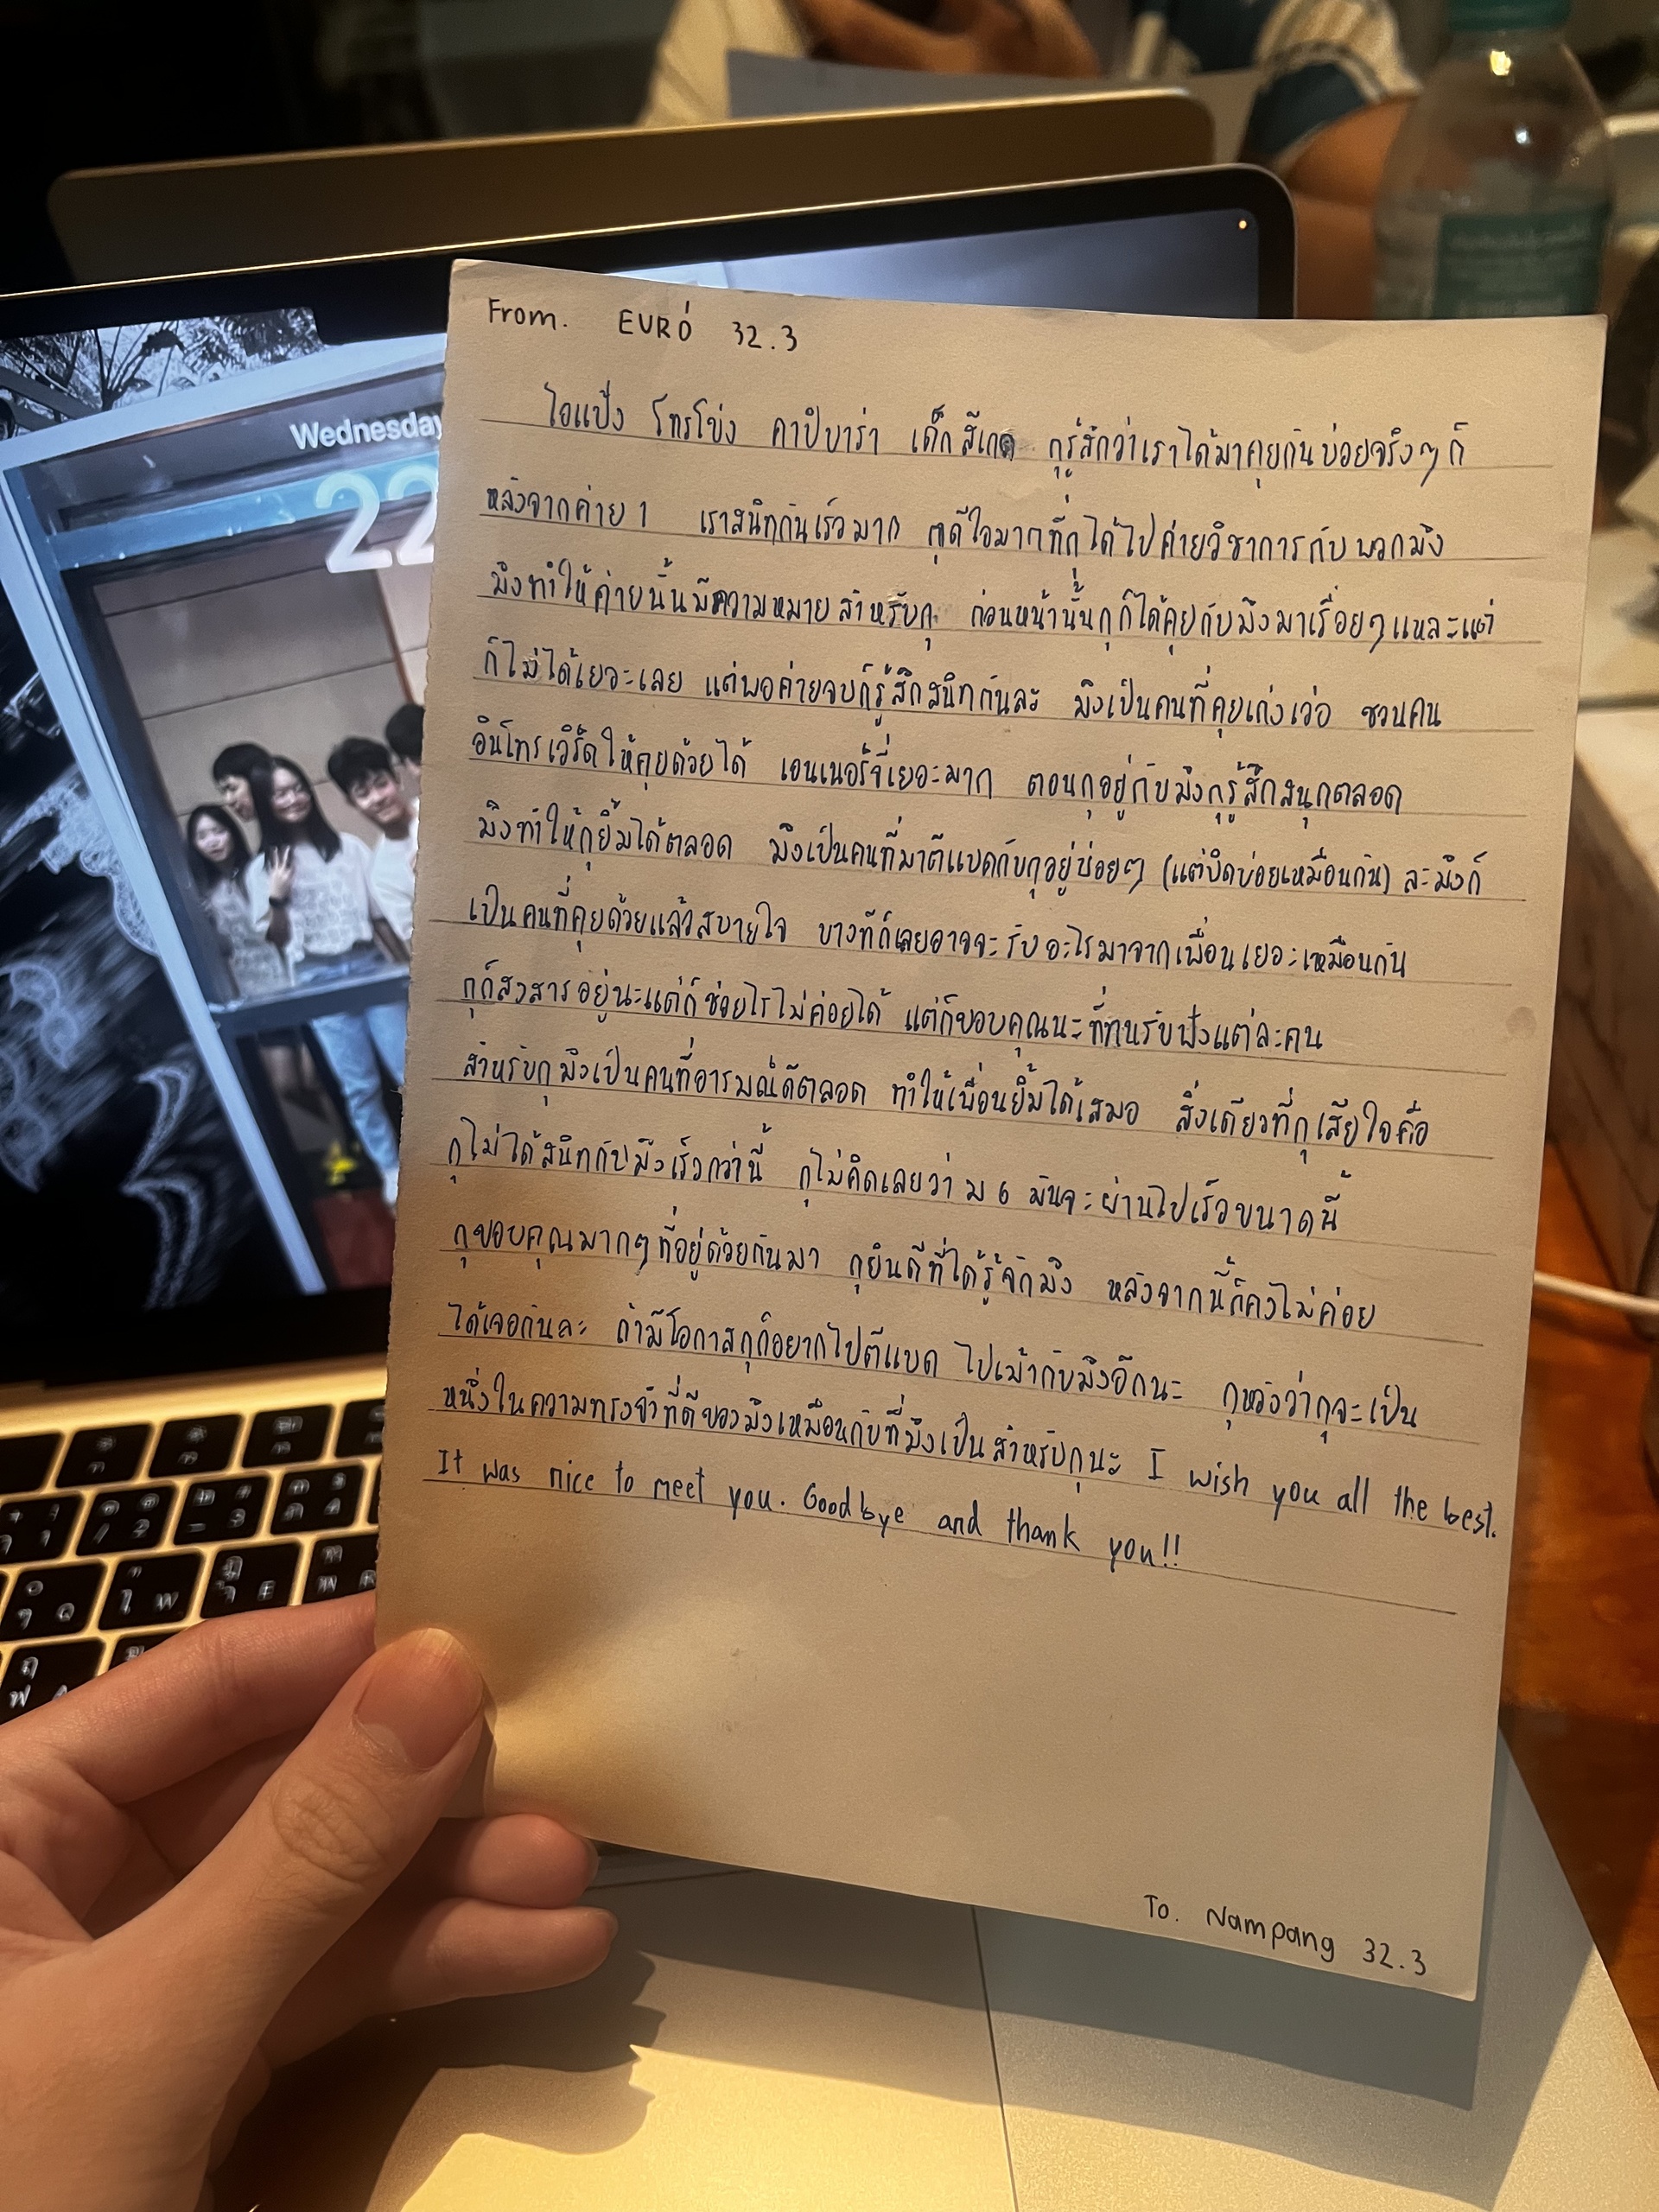 Wednesday
22
From. EURO 32.3
ไอแป้ง โทรโข่ง คาปิบาร่า เด็กสีเกด กุรู้สึกว่าเราได้มาคุยกันบ่อยจริงๆก็
หลังจากค่าย 1 เราสนิทกันเร็วมาก กุดีใจมากที่กุได้ไปค่ายวิชาการกับพวกมึง
มึงทำให้ค่ายนั้นมีความหมายสำหรับกุ ก่อนหน้านั้นกุก็ได้คุยกับมึงมาเรื่อยๆแหละแต่
ก็ไม่ได้เยอะเลย แต่พอค่ายจบก็รู้สึกสนิทกันละ มึงเป็นคนที่คุยเก่งเว่อ ชวนคน
อินโทรเวิร์ดให้คุยด้วยได้ เอนเนอร์จี่เยอะมาก ตอนกุอยู่กับมึงกุรู้สึกสนุกตลอด
มึงทำให้กุยิ้มได้ตลอด มึงเป็นคนที่มาตีแบดกับกุอยู่บ่อยๆ (แต่บิดบ่อยเหมือนกัน) ละมึงก็
เป็นคนที่คุยด้วยแล้วสบายใจ บางทีก็เลยอาจจะรับอะไรมาจากเพื่อนเยอะเหมือนกัน
กุก็สงสารอยู่นะแต่ก็ช่วยไรไม่ค่อยได้ แต่ก็ขอบคุณนะที่ทนรับฟังแต่ละคน
สำหรับกุมึงเป็นคนที่อารมณ์ดีตลอด ทำให้เพื่อนยิ้มได้เสมอ สิ่งเดียวที่กุเสียใจคือ
กุไม่ได้สนิทกับมึงเร็วกว่านี้ กุไม่คิดเลยว่า ม 6 มันจะผ่านไปเร็วขนาดนี้
กุขอบคุณมากๆที่อยู่ด้วยกันมา กุยินดีที่ได้รู้จักมึง หลังจากนี้ก็คงไม่ค่อย
ได้เจอกันละ ถ้ามีโอกาสกุก็อยากไปตีแบด ไปเม้ากับมึงอีกนะ กุหวังว่ากุจะเป็น
หนึ่งในความทรงจำที่ดีของมึงเหมือนกับที่มึงเป็นสำหรับกุนะ I wish you all the best.
It was nice to meet you. Goodbye and thank you!!
To. Nampang 32.3